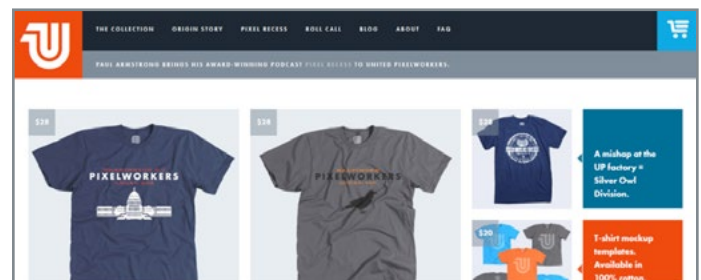 THE COLLECTION
ORIGIN STORY
PIXEL RECESS
ROLL CALL
BLOG
ABOUT
FAQ
PAUL ARMSTRONG BRINGS HIS AWARD-WINNING PODCAST PIXEL RECESS TO UNITED PIXELWORKERS.
$28
PIXELWORKERS
$28
PIXELWORKERS
$28
A mishap at the
UP factory =
Silver Owl
Division.
$20
T-shirt mockup
templates.
Available in
100% cotton